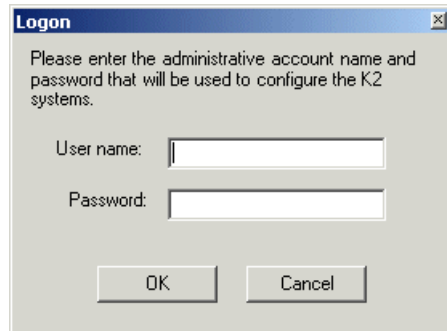 Logon
Please enter the administrative account name and
password that will be used to configure the K2
systems.
User name:
Password:
OK
Cancel